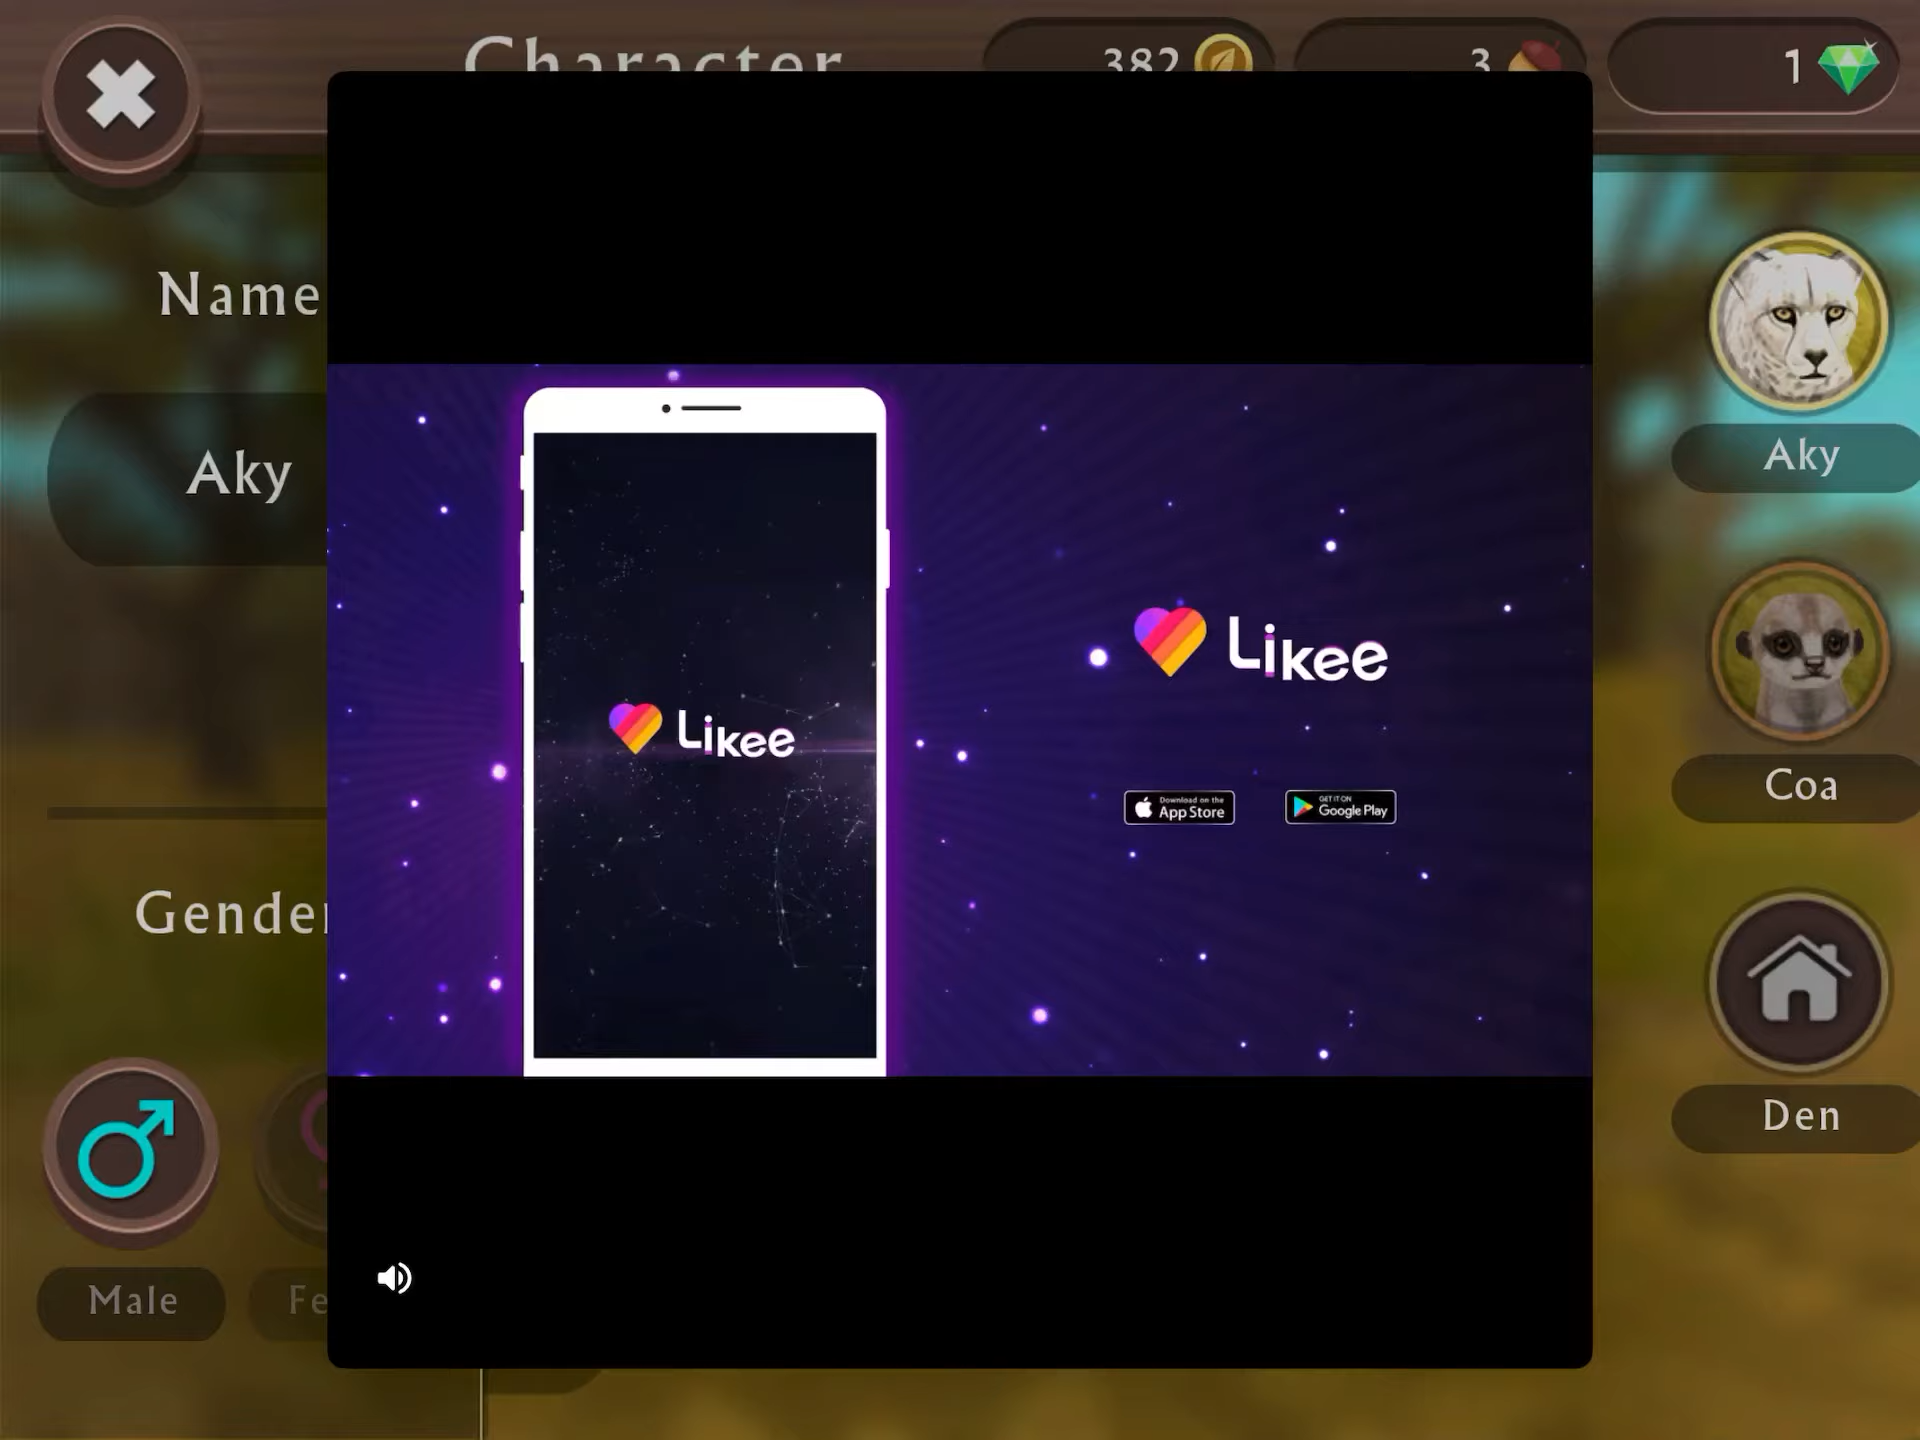 Character
382
3
1
Name
Aky
Gender
Male
Fe
Likee
Likee
Download on the
App Store
GET IT ON
Google Play
Aky
Coa
Den